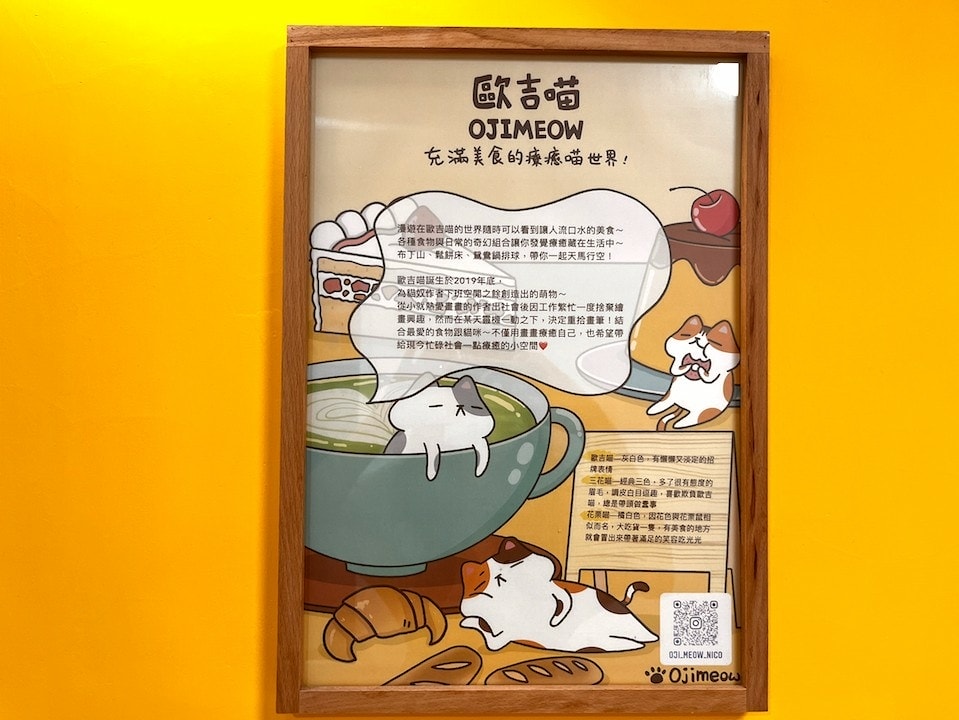 歐吉喵
OJIMEOW
充滿美食的療癒喵世界!
漫遊在歐吉喵的世界隨時可以看到讓人流口水的美食～
各種食物與日常的奇幻組合讓你發覺療癒藏在生活中～
布丁山、鬆餅床、鴛鴦鍋排球，帶你一起天馬行空！
歐吉喵誕生於2019年底，
為貓奴作者下班空閒之餘創造出的萌物～
從小就熱愛畫畫的作者出社會後因工作繁忙一度捨棄繪
畫興趣，然而在某天靈機一動之下，決定重拾畫筆！結
合最愛的食物跟貓咪～不僅用畫畫療癒自己，也希望帶
給現今忙碌社會一點療癒的小空間❤
歐吉喵—灰白色，有慵懶又淡定的招
牌表情
三花喵—經典三色，多了很有態度的
眉毛，調皮白目逗趣，喜歡欺負歐吉
喵，總是帶頭做蠢事
花栗喵—橘白色，因花色與花栗鼠相
似而名，大吃貨一隻，有美食的地方
就會冒出來帶著滿足的笑容吃光光
OJI_MEOW_NICO
Ojimeow